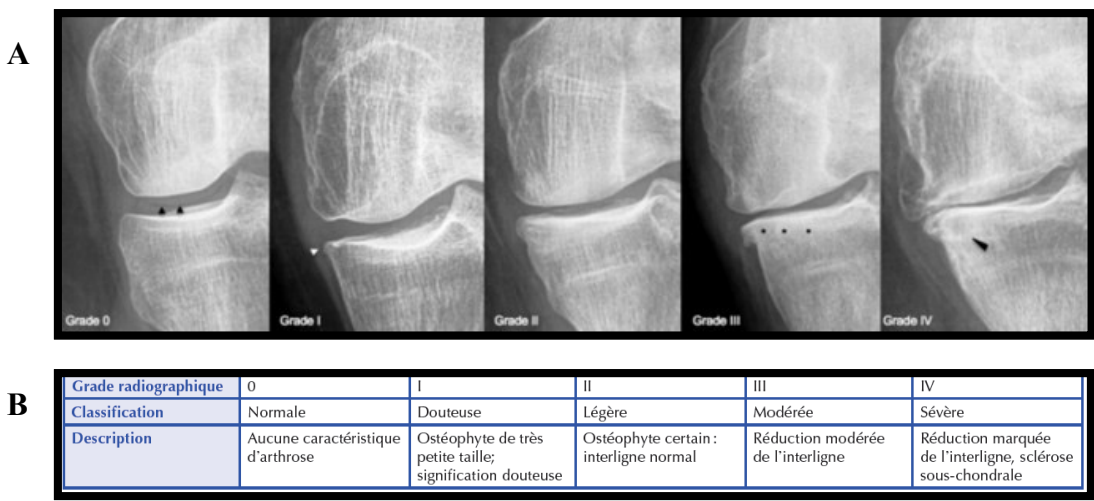 A
Grade 0 Grade I Grade II Grade III Grade IV
B
Grade radiographique 0 I II III IV
Classification Normale Douteuse Légère Modérée Sévère
Description Aucune caractéristique Ostéophyte de très Ostéophyte certain : Réduction modérée Réduction marquée
d'arthrose petite taille; interligne normal de l'interligne de l'interligne, sclérose
signification douteuse sous-chondrale